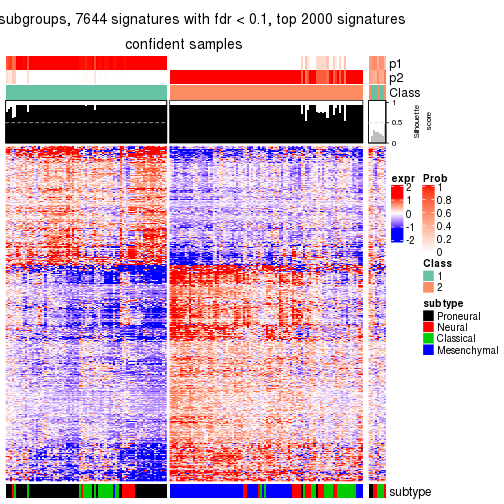 subgroups, 7644 signatures with fdr < 0.1, top 2000 signatures
confident samples
p1
p2
Class
1
0.5
0
Silhouette
score
expr
2
1
0
-1
-2
Prob
1
0.8
0.6
0.4
0.2
0
Class
1
2
subtype
Proneural
Neural
Classical
Mesenchymal
subtype